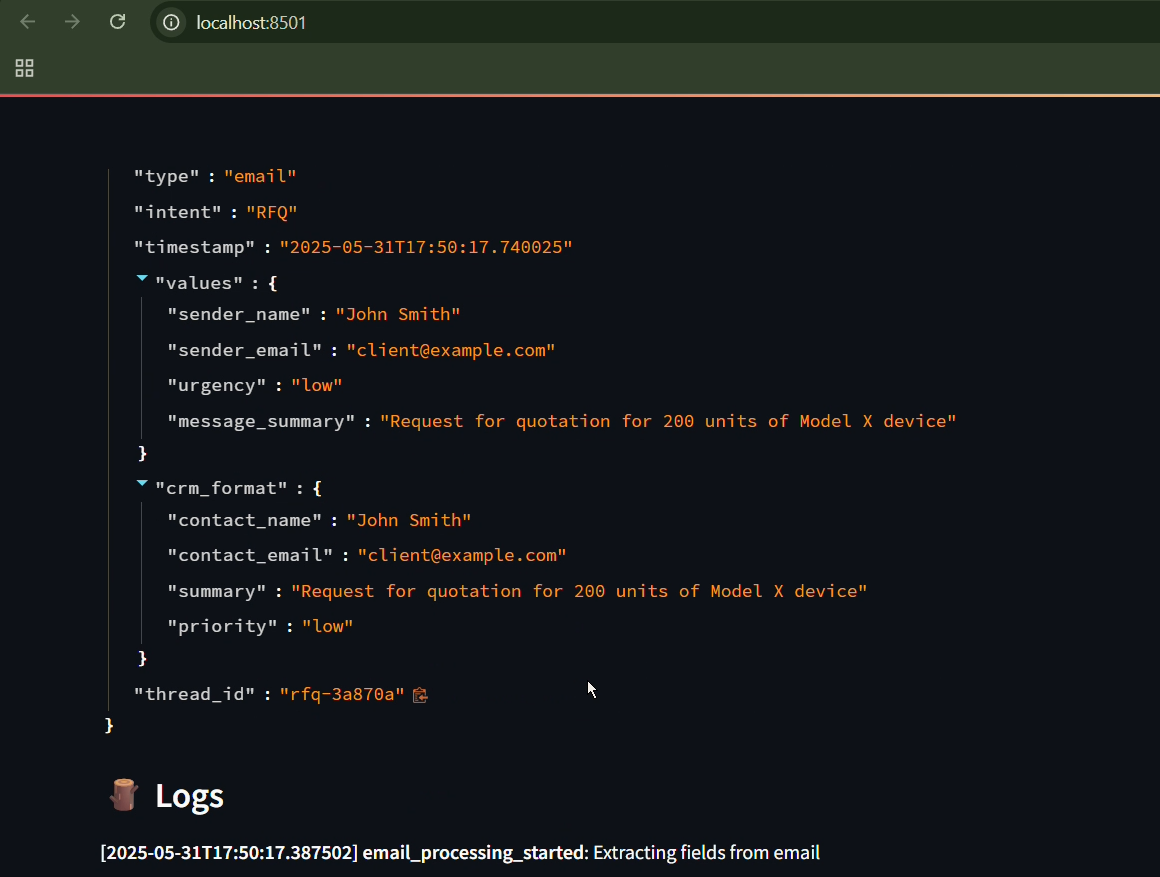 localhost:8501
"type" : "email"
"intent" : "RFQ"
"timestamp" : "2025-05-31T17:50:17.740025"
"values" : {
"sender_name" : "John Smith"
"sender_email" : "client@example.com"
"urgency" : "low"
"message_summary" : "Request for quotation for 200 units of Model X device"
}
"crm_format" : {
"contact_name" : "John Smith"
"contact_email" : "client@example.com"
"summary" : "Request for quotation for 200 units of Model X device"
"priority" : "low"
}
"thread_id" : "rfq-3a870a"
}
Logs
[2025-05-31T17:50:17.387502] email_processing_started: Extracting fields from email